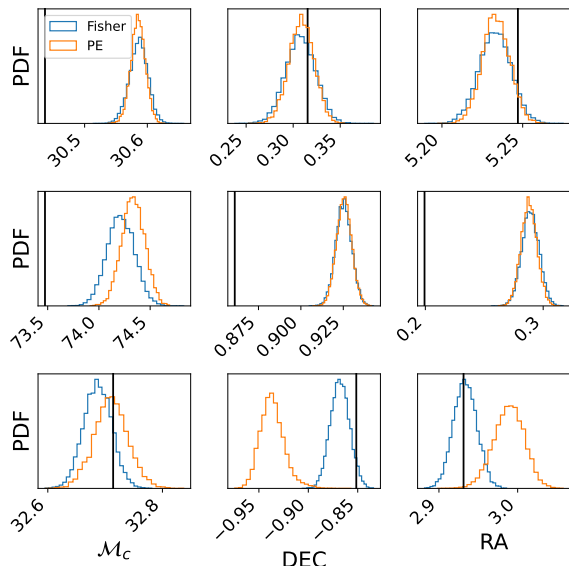 PDF
Fisher
PE
30.5 30.6
0.25 0.30 0.35
5.20 5.25
PDF
73.5 74.0 74.5
0.875 0.900 0.925
0.2 0.3
PDF
32.6 32.8
−0.95 −0.90 −0.85
2.9 3.0
ℳc
DEC
RA